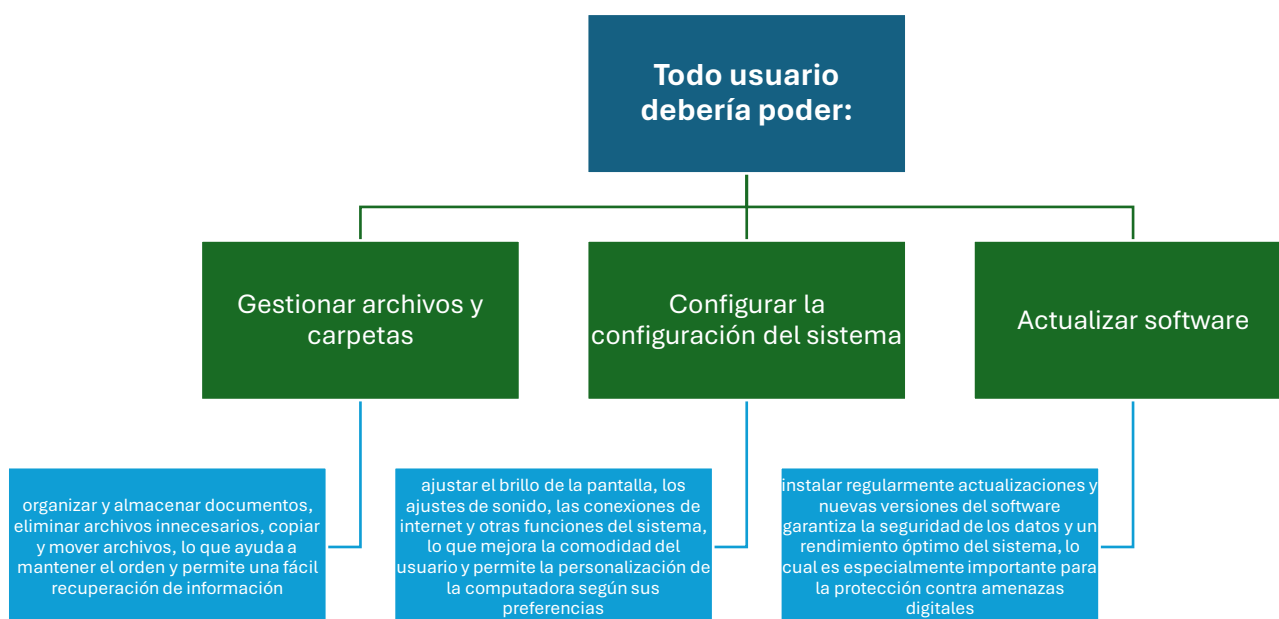 Todo usuario
debería poder:
Gestionar archivos y
carpetas
Configurar la
configuración del sistema
Actualizar software
organizar y almacenar documentos,
eliminar archivos innecesarios, copiar
y mover archivos, lo que ayuda a
mantener el orden y permite una fácil
recuperación de información
ajustar el brillo de la pantalla, los
ajustes de sonido, las conexiones de
internet y otras funciones del sistema,
lo que mejora la comodidad del
usuario y permite la personalización de
la computadora según sus
preferencias
instalar regularmente actualizaciones y
nuevas versiones del software
garantiza la seguridad de los datos y un
rendimiento óptimo del sistema, lo
cual es especialmente importante para
la protección contra amenazas
digitales